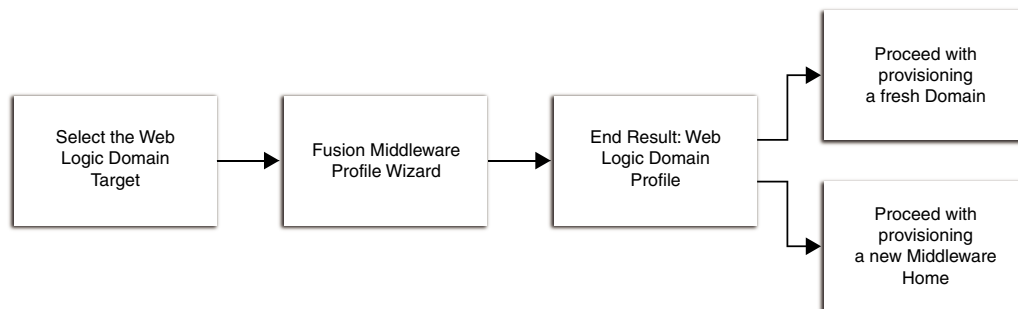 Select the Web
Logic Domain
Target
Fusion Middleware
Profile Wizard
End Result: Web
Logic Domain
Profile
Proceed with
provisioning
a fresh Domain
Proceed with
provisioning
a new Middleware
Home